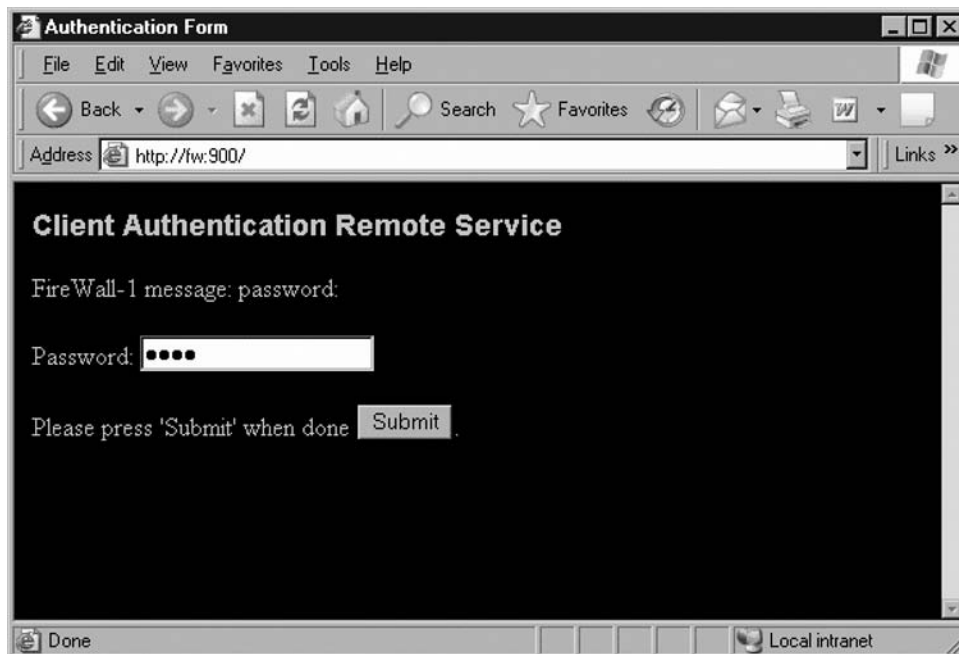 Authentication Form
File Edit View Favorites Tools Help
Back Search Favorites W
Address http://fw:900/ Links »
Client Authentication Remote Service
FireWall-1 message: password:
Password: ••••
Please press 'Submit' when done Submit .
Done Local intranet